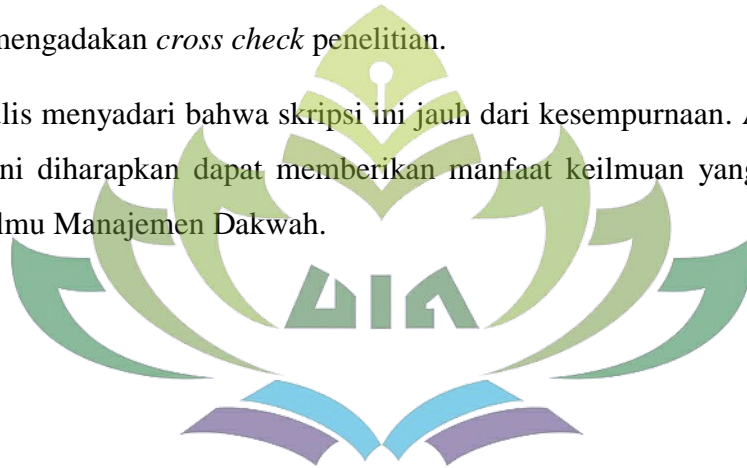 mengadakan cross check penelitian.
lis menyadari bahwa skripsi ini jauh dari kesempurnaan.
ni diharapkan dapat memberikan manfaat keilmuan yang
lmu Manajemen Dakwah.
UIN